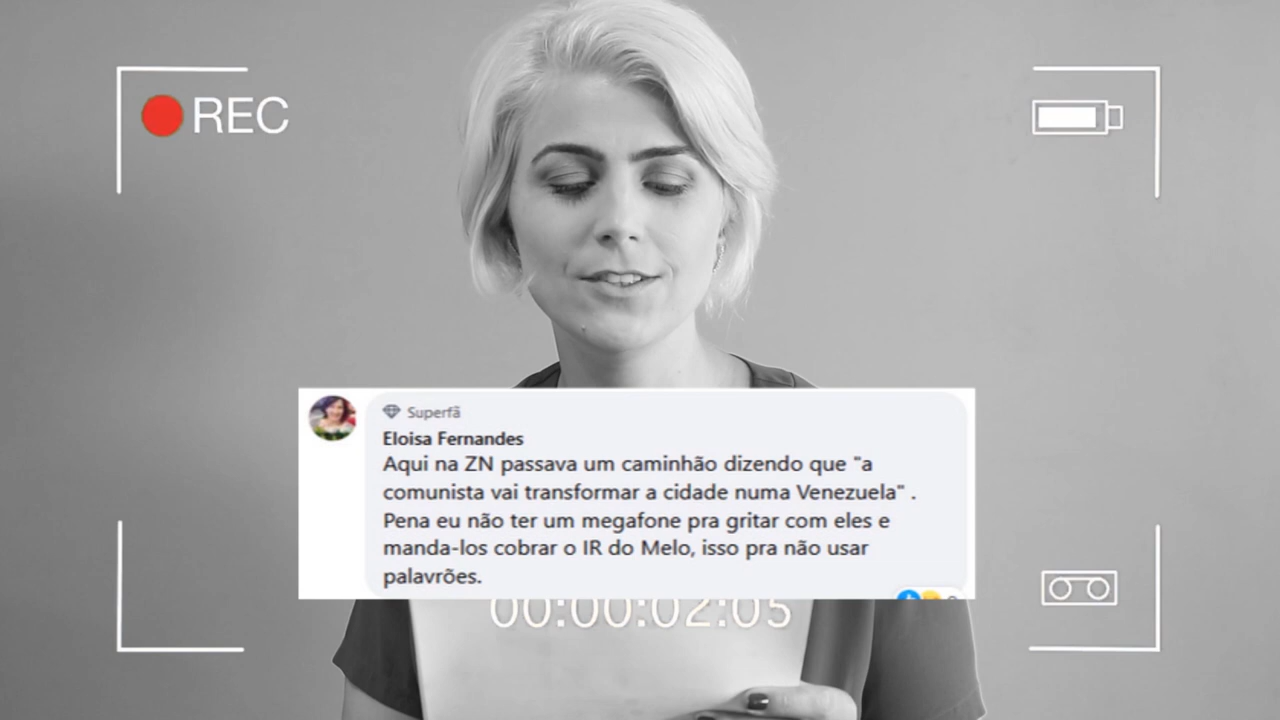 REC
Superfã
Eloisa Fernandes
Aqui na ZN passava um caminhão dizendo que "a
comunista vai transformar a cidade numa Venezuela" .
Pena eu não ter um megafone pra gritar com eles e
manda-los cobrar o IR do Melo, isso pra não usar
palavrões.
00:00:02:05